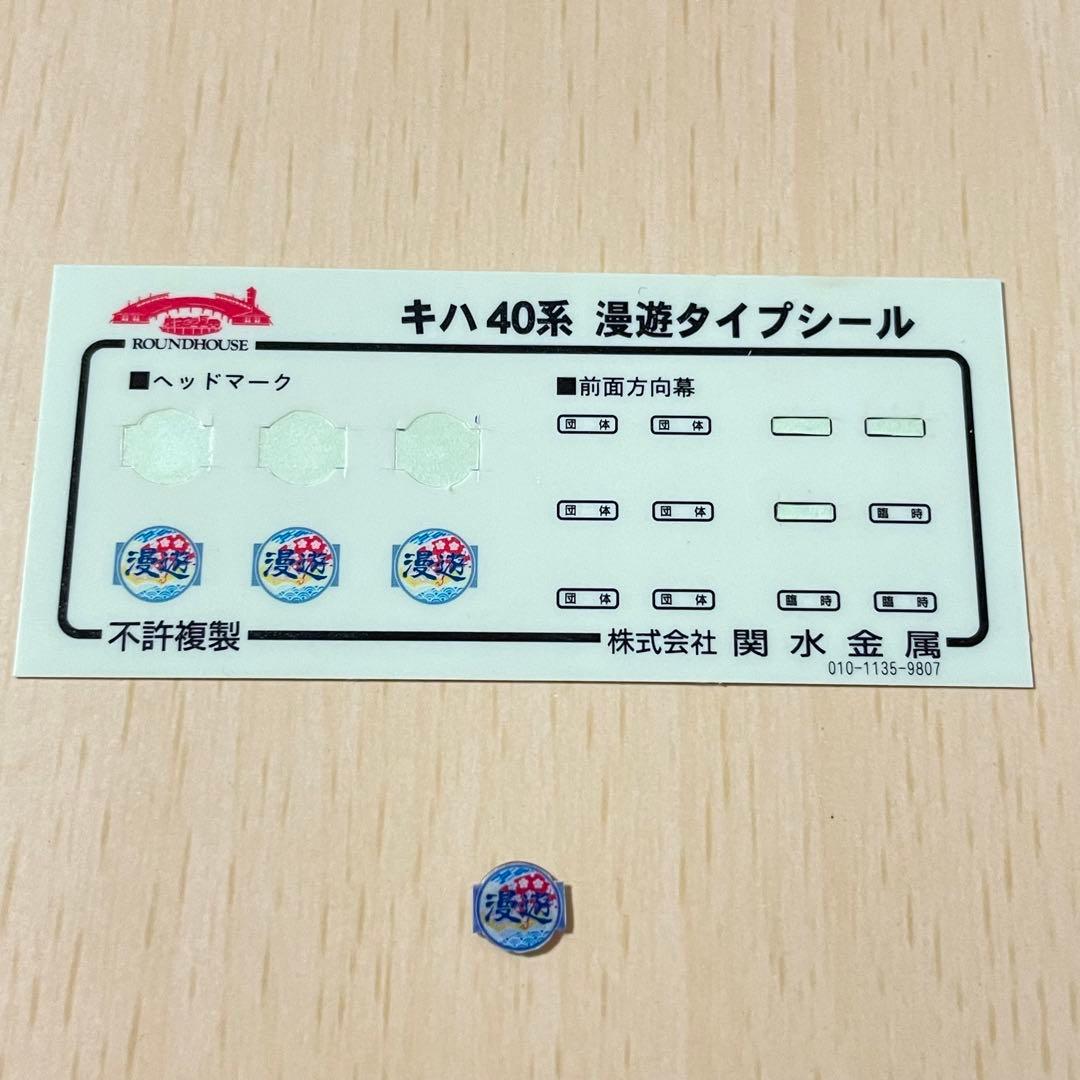 キハ40系 漫遊タイプシール
ROUNDHOUSE
■ヘッドマーク
■前面方向幕
団 体 団 体
団 体 団 体 臨 時
漫遊 漫遊 漫遊
団 体 団 体 臨 時 臨 時
不許複製
株式会社 関水金属
010-1135-9807
漫遊